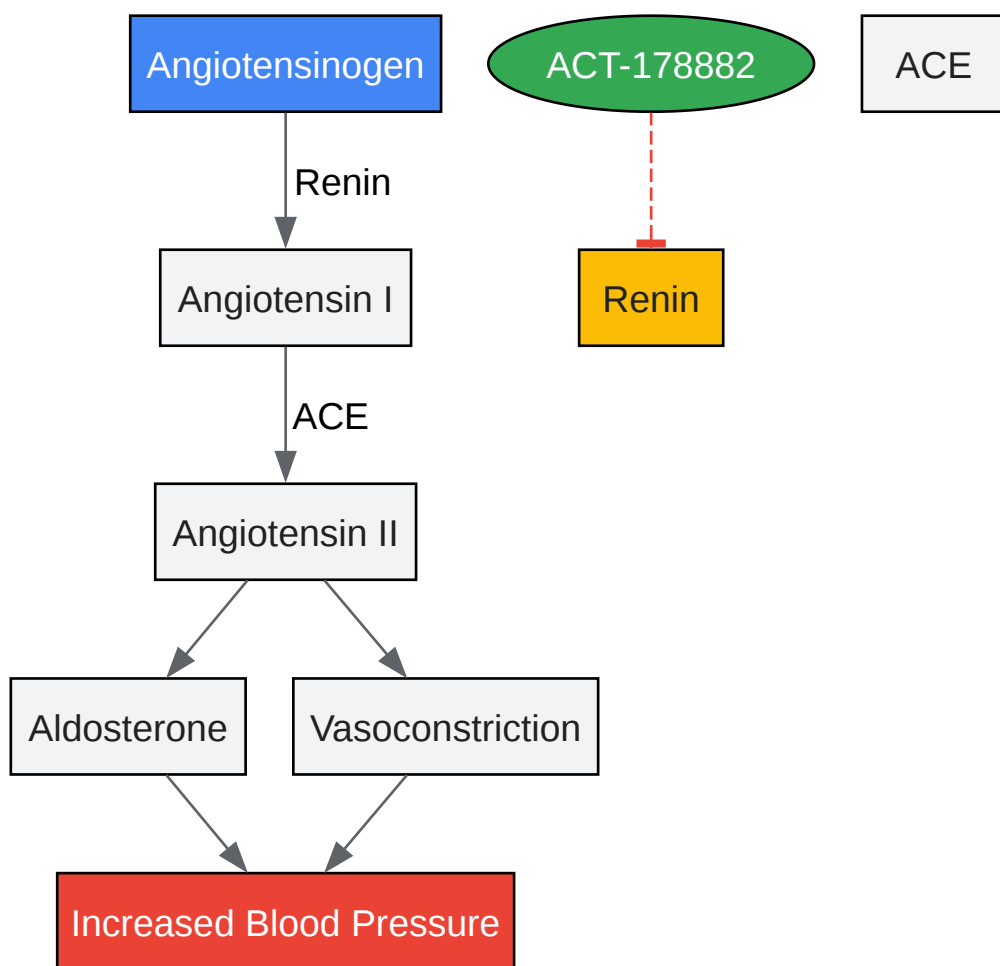 Angiotensinogen
ACT-178882
ACE
Renin
Angiotensin I
Renin
ACE
Angiotensin II
Aldosterone
Vasoconstriction
Increased Blood Pressure